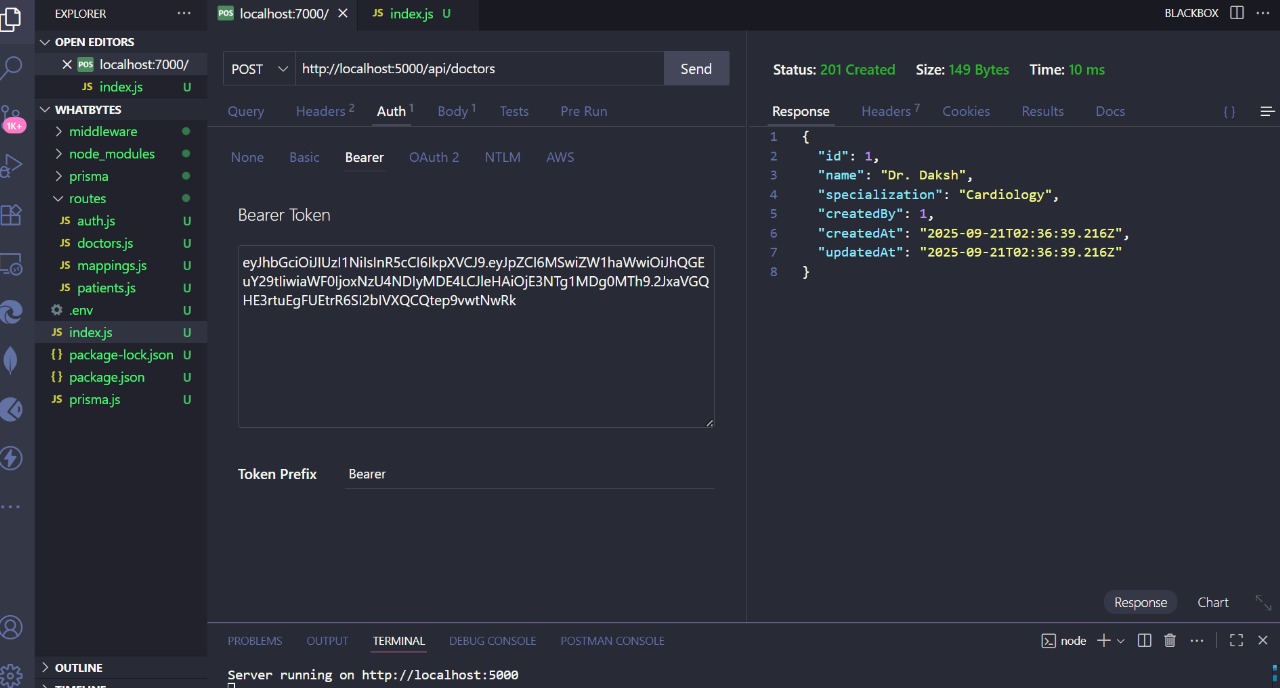 EXPLORER
OPEN EDITORS
POS localhost:7000/
JS index.js U
WHATBYTES
middleware
node_modules
prisma
routes
JS auth.js U
JS doctors.js U
JS mappings.js U
JS patients.js U
.env U
JS index.js U
{} package-lock.json U
{} package.json U
JS prisma.js U
OUTLINE
1K+
POS localhost:7000/
JS index.js U
BLACKBOX
POST http://localhost:5000/api/doctors Send
Query Headers 2 Auth 1 Body 1 Tests Pre Run
None Basic Bearer OAuth 2 NTLM AWS
Bearer Token
Token Prefix Bearer
Status: 201 Created Size: 149 Bytes Time: 10 ms
Response Headers 7 Cookies Results Docs { }
1 {
2 "id": 1,
3 "name": "Dr. Daksh",
4 "specialization": "Cardiology",
5 "createdBy": 1,
6 "createdAt": "2025-09-21T02:36:39.216Z",
7 "updatedAt": "2025-09-21T02:36:39.216Z"
8 }
Response Chart
PROBLEMS OUTPUT TERMINAL DEBUG CONSOLE POSTMAN CONSOLE
node
Server running on http://localhost:5000